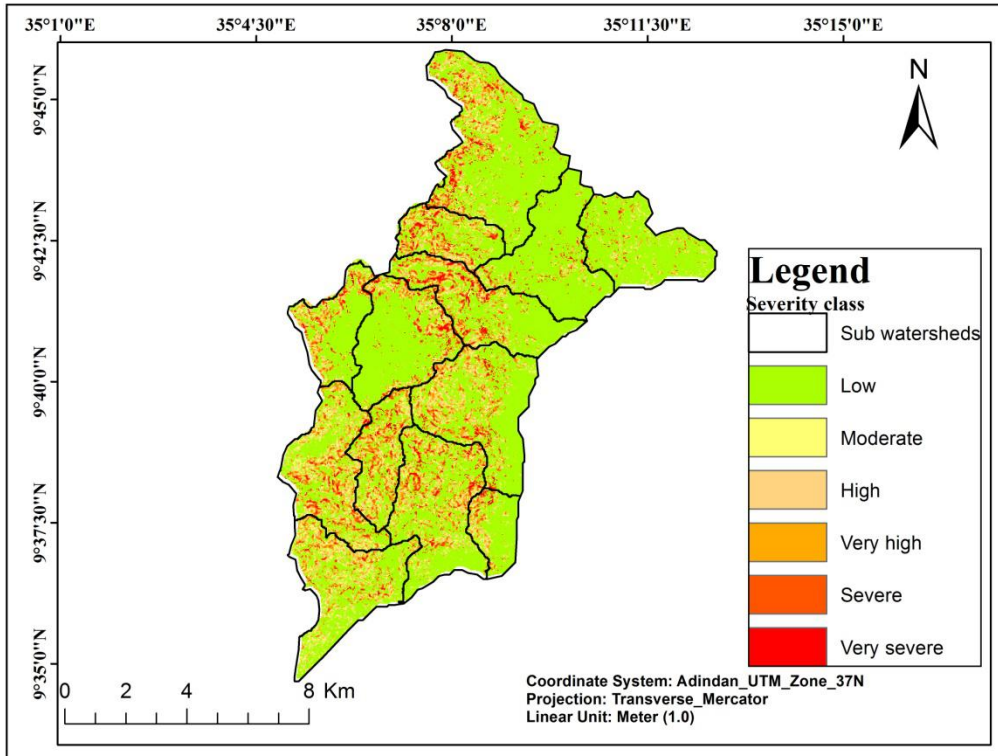 35°1'0"E 35°4'30"E 35°8'0"E 35°11'30"E 35°15'0"E
9°45'0"N
9°42'30"N
9°40'0"N
9°37'3"0N
9°35'0"N
N
Legend
Severity class
Sub watersheds
Low
Moderate
High
Very high
Severe
Very severe
0 2 4 8 Km
Coordinate System: Adindan_UTM_Zone_37N
Projection: Transverse_Mercator
Linear Unit: Meter (1.0)